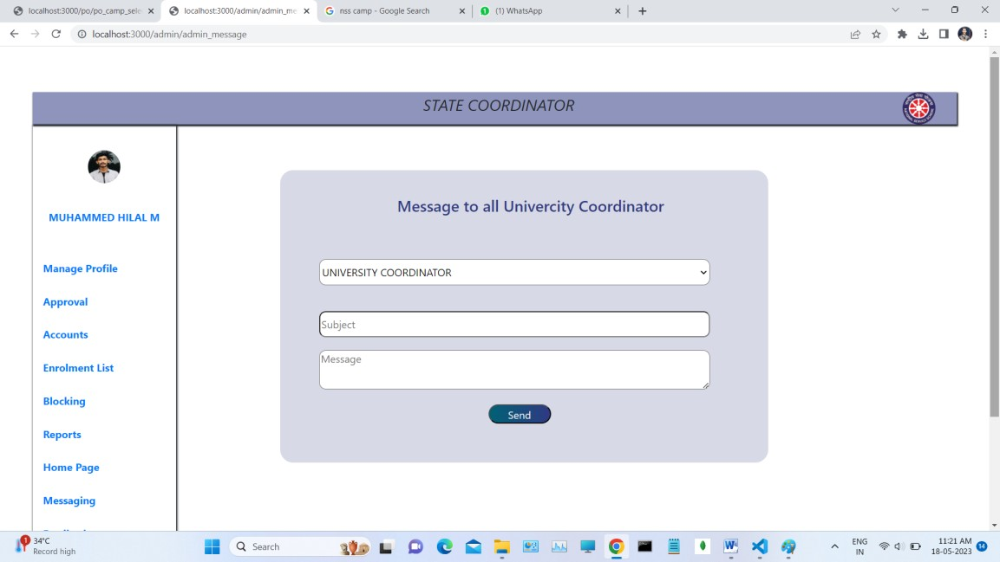 localhost:3000/po/po_camp_sele
localhost:3000/admin/admin_me
nss camp - Google Search
(1) WhatsApp
localhost:3000/admin/admin_message
STATE COORDINATOR
MUHAMMED HILAL M
Manage Profile
Approval
Accounts
Enrolment List
Blocking
Reports
Home Page
Messaging
Message to all Univercity Coordinator
UNIVERSITY COORDINATOR
Subject
Message
Send
1
34°C
Record high
Search
ENG
IN
11:21 AM
18-05-2023
14